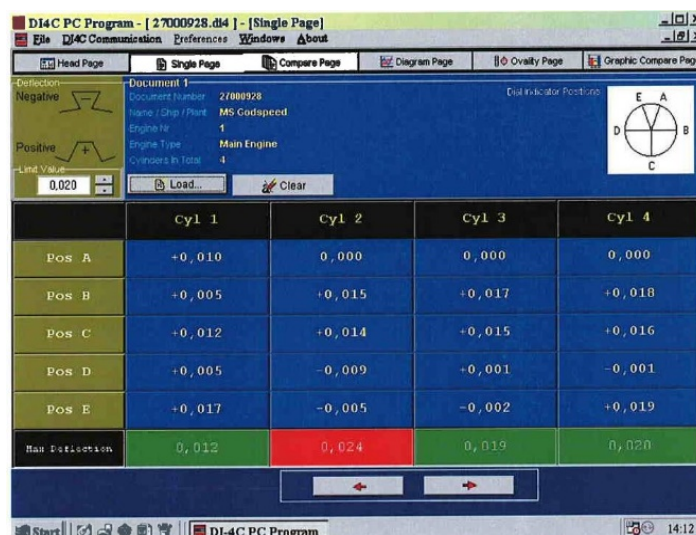 DI4C PC Program - [ 27000928.di4 ] - [Single Page]
File DI4C Communication Preferences Windows About
Head Page Single Page Compare Page Diagram Page Ovality Page Graphic Compare Page
Deflection
Negative
Positive
Limit Value
0,020
Document 1
Document Number 27000928
Name / Ship / Plant MS Godspeed
Engine Nr 1
Engine Type Main Engine
Cylinders In Total 4
Load... Clear
Dial Indicator Positions
E A
D B
C
Cyl 1 Cyl 2 Cyl 3 Cyl 4
Pos A +0,010 0,000 0,000 0,000
Pos B +0,005 +0,015 +0,017 +0,018
Pos C +0,012 +0,014 +0,015 +0,016
Pos D +0,005 -0,009 +0,001 -0,001
Pos E +0,017 -0,005 -0,002 +0,019
Max Deflection 0,012 0,024 0,019 0,020
Start DI-4C PC Program 14:12